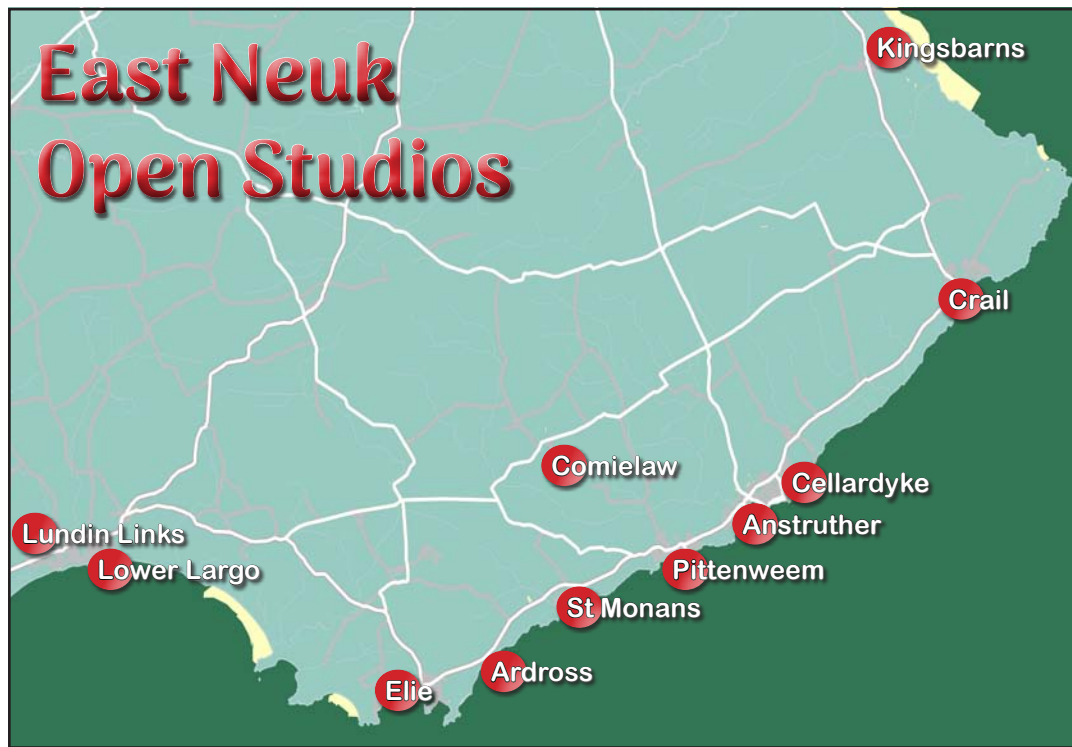 East Neuk
Open Studios
Kingsbarns
Crail
Comielaw
Cellardyke
Anstruther
Lundin Links
Lower Largo
Pittenweem
St Monans
Ardross
Elie